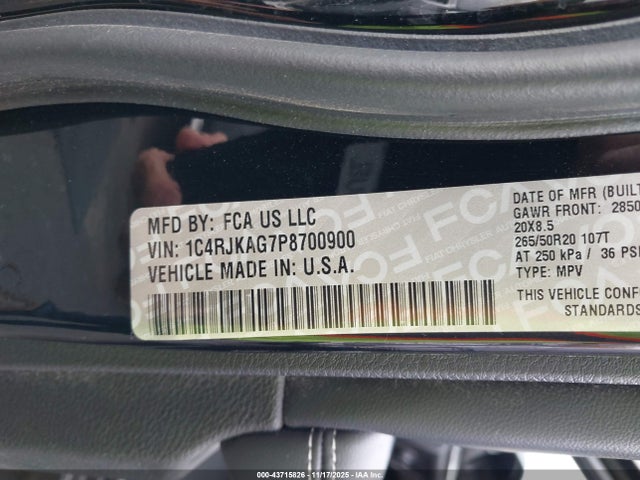 MFD BY: FCA US LLC
VIN: 1C4RJKAG7P8700900
VEHICLE MADE IN: U.S.A.
DATE OF MFR (BUILT
GAWR FRONT: 2850
20X8.5
265/50R20 107T
AT 250 kPa / 36 PSI
TYPE: MPV
THIS VEHICLE CONF
STANDARDS
000-43715826 | 11/17/2025 | IAA Inc.